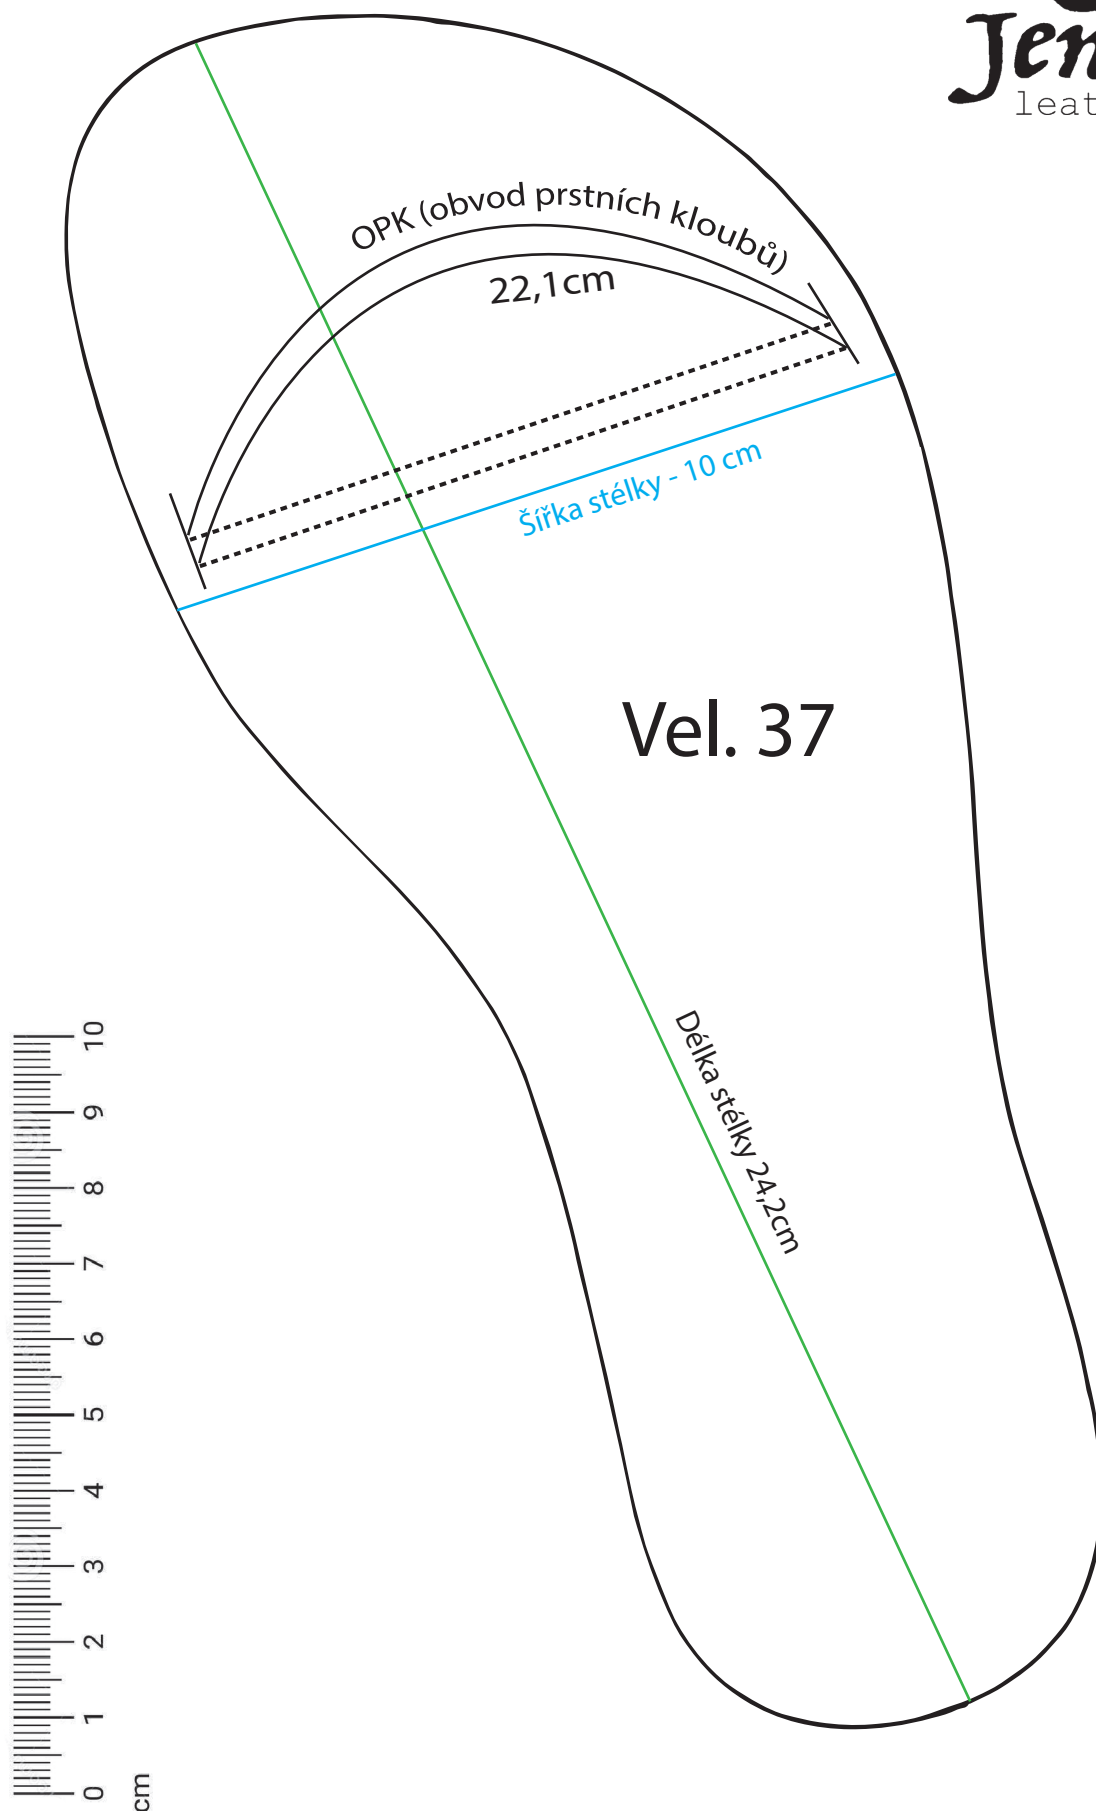 Jen
leat
OPK (obvod prstních kloubů)
22,1cm
Šířka stélky - 10 cm
Vel. 37
Délka stélky 24,2cm
10
9
8
7
6
5
4
3
2
1
0
cm